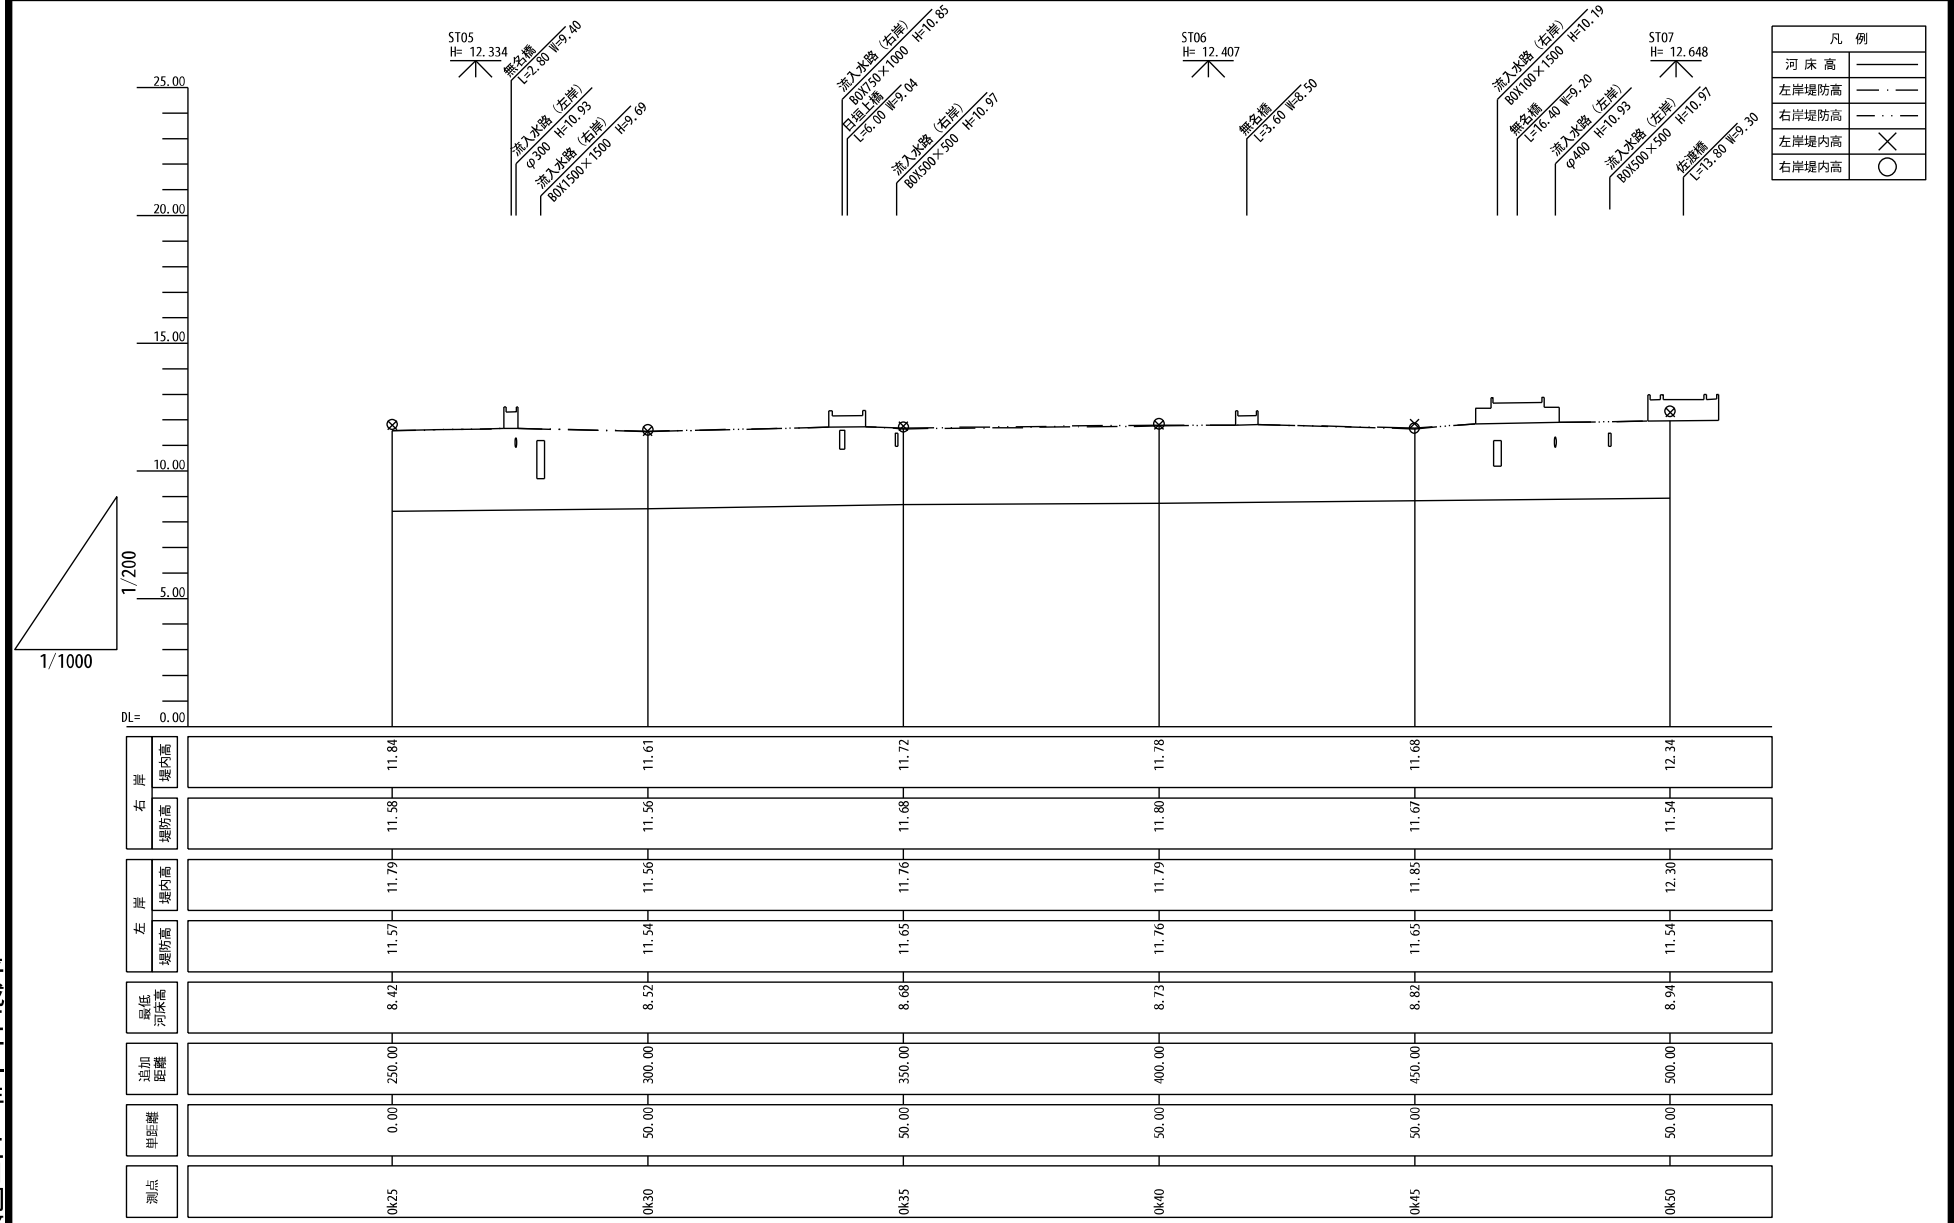 ST05
H= 12.334
無名橋
L=2.80 W=9.40
流入水路（左岸）
φ300 H=10.93
流入水路（右岸）
BOX1500×1500 H=9.69
流入水路（右岸）
BOX750×1000 H=10.85
日垣上橋
L=6.00 W=9.04
流入水路（右岸）
BOX500×500 H=10.97
ST06
H= 12.407
無名橋
L=3.60 W=8.50
流入水路（右岸）
BOX100×1500 H=10.19
無名橋
L=16.40 W=9.20
流入水路（左岸）
φ400 H=10.93
流入水路（左岸）
BOX500×500 H=10.97
ST07
H= 12.648
佐渡橋
L=13.80 W=9.30
凡 例
河 床 高
左岸堤防高
右岸堤防高
左岸堤内高
右岸堤内高
25.00
20.00
15.00
10.00
5.00
DL= 0.00
1/200
1/1000
右 岸
堤内高 11.84 11.61 11.72 11.78 11.68 12.34
堤防高 11.58 11.56 11.68 11.80 11.67 11.54
左 岸
堤内高 11.79 11.56 11.76 11.79 11.85 12.30
堤防高 11.57 11.54 11.65 11.76 11.65 11.54
最低
河床高 8.42 8.52 8.68 8.73 8.82 8.94
追加
距離 250.00 300.00 350.00 400.00 450.00 500.00
単距離 0.00 50.00 50.00 50.00 50.00 50.00
測点 0k25 0k30 0k35 0k40 0k45 0k50